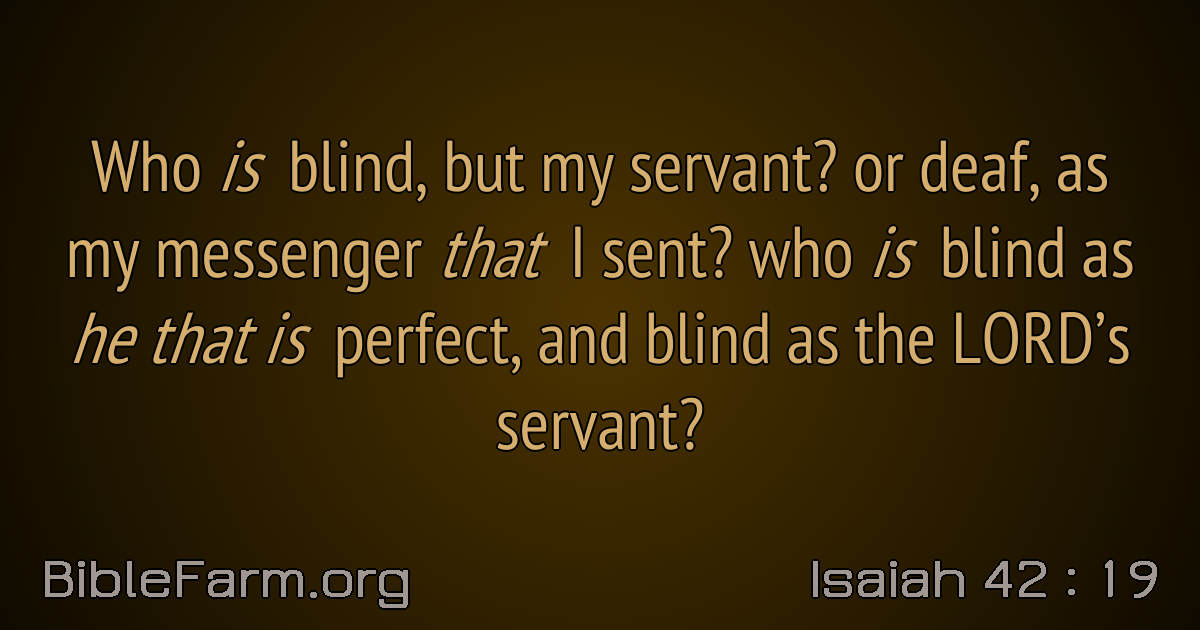 Who is blind, but my servant? or deaf, as
my messenger that I sent? who is blind as
he that is perfect, and blind as the LORD’s
servant?
BibleFarm.org
Isaiah 42 : 19